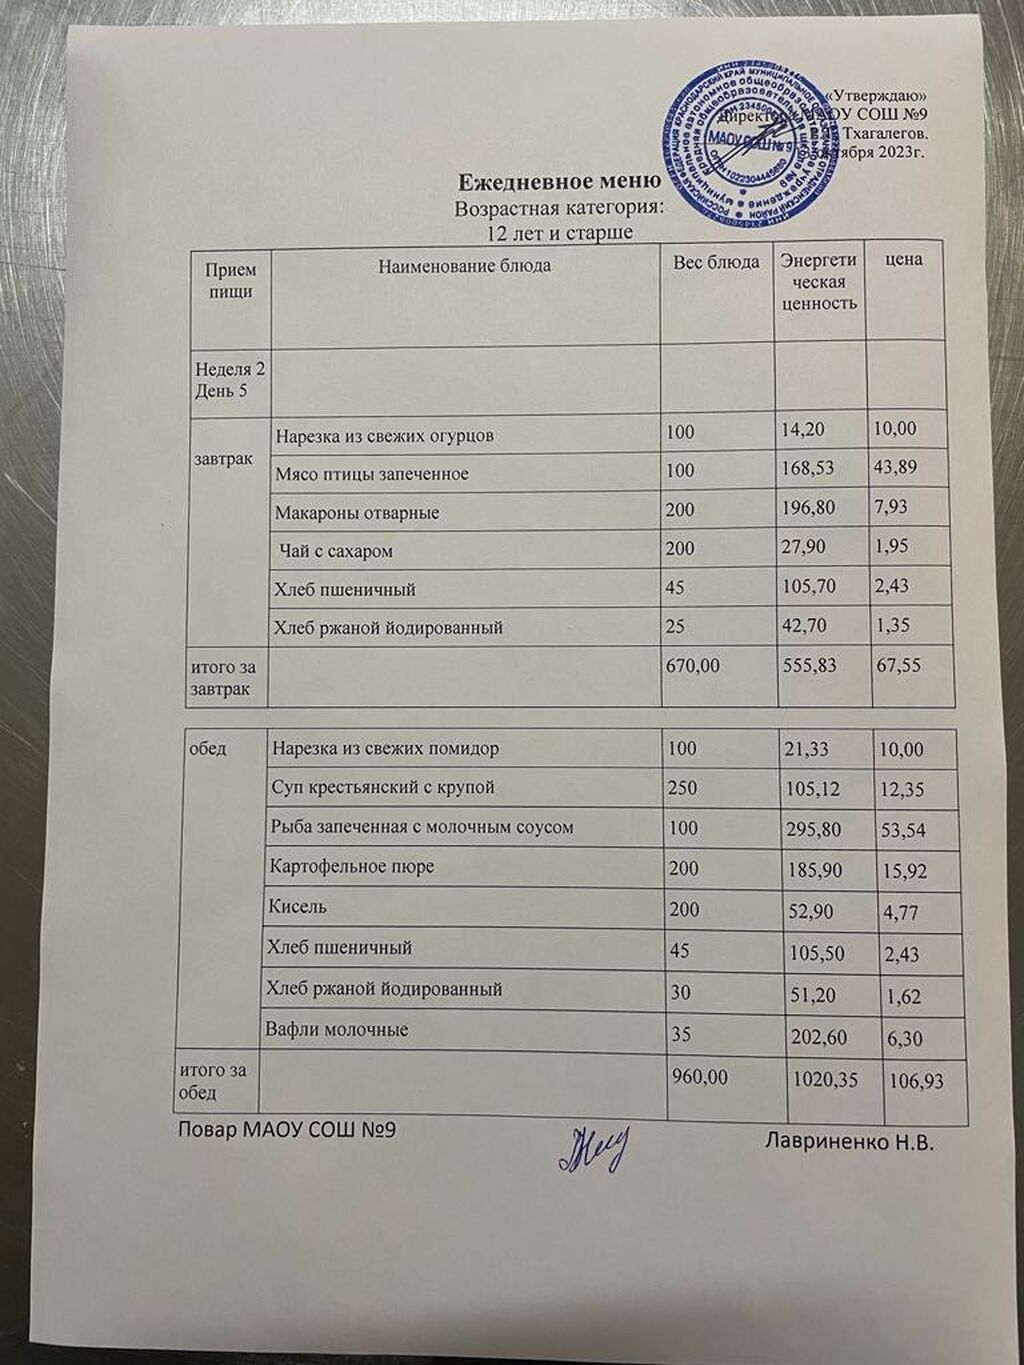 «Утверждаю»
Директор МАОУ СОШ №9
Тхагалегов.
октября 2023г.
МАОУ СОШ № 9
Ежедневное меню
Возрастная категория:
12 лет и старше
Прием пищи Наименование блюда Вес блюда Энергети ческая ценность цена
Неделя 2
День 5
завтрак
Нарезка из свежих огурцов 100 14,20 10,00
Мясо птицы запеченное 100 168,53 43,89
Макароны отварные 200 196,80 7,93
Чай с сахаром 200 27,90 1,95
Хлеб пшеничный 45 105,70 2,43
Хлеб ржаной йодированный 25 42,70 1,35
итого за завтрак 670,00 555,83 67,55
обед Нарезка из свежих помидор 100 21,33 10,00
Суп крестьянский с крупой 250 105,12 12,35
Рыба запеченная с молочным соусом 100 295,80 53,54
Картофельное пюре 200 185,90 15,92
Кисель 200 52,90 4,77
Хлеб пшеничный 45 105,50 2,43
Хлеб ржаной йодированный 30 51,20 1,62
Вафли молочные 35 202,60 6,30
итого за обед 960,00 1020,35 106,93
Повар МАОУ СОШ №9 Лавриненко Н.В.